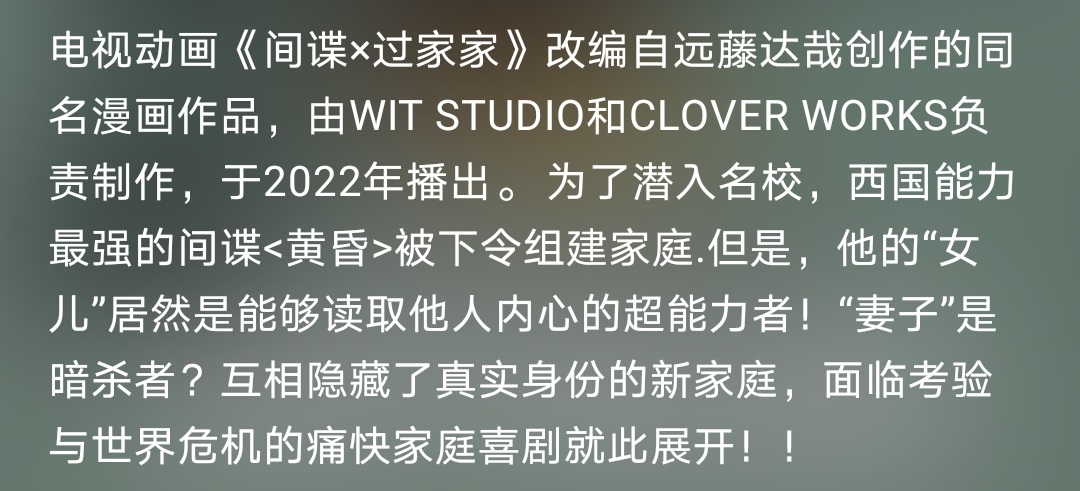 电视动画《间谍×过家家》改编自远藤达哉创作的同
名漫画作品，由WIT STUDIO和CLOVER WORKS负
责制作，于2022年播出。 为了潜入名校，西国能力
最强的间谍<黄昏>被下令组建家庭.但是，他的“女
儿”居然是能够读取他人内心的超能力者！“妻子”是
暗杀者？互相隐藏了真实身份的新家庭，面临考验
与世界危机的痛快家庭喜剧就此展开！！